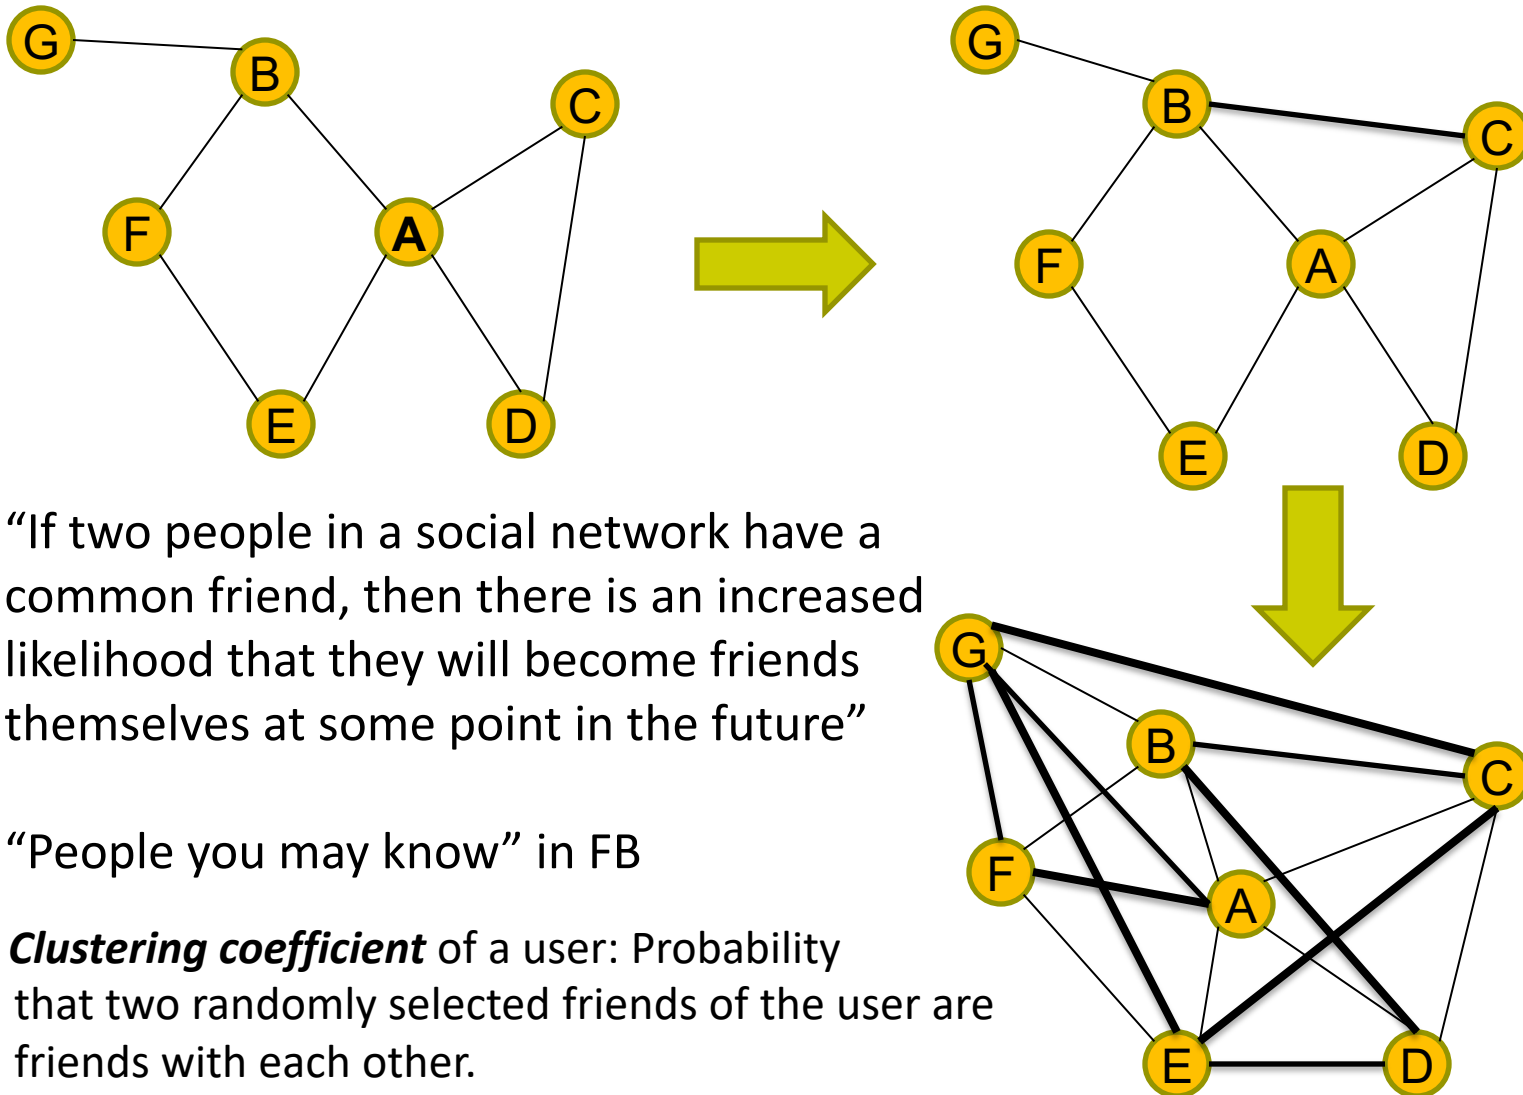 G
B
C
F
A
E
D
G
B
C
F
A
E
D
“If two people in a social network have a
common friend, then there is an increased
likelihood that they will become friends
themselves at some point in the future”
“People you may know” in FB
Clustering coefficient of a user: Probability
that two randomly selected friends of the user are
friends with each other.
G
B
C
F
A
E
D